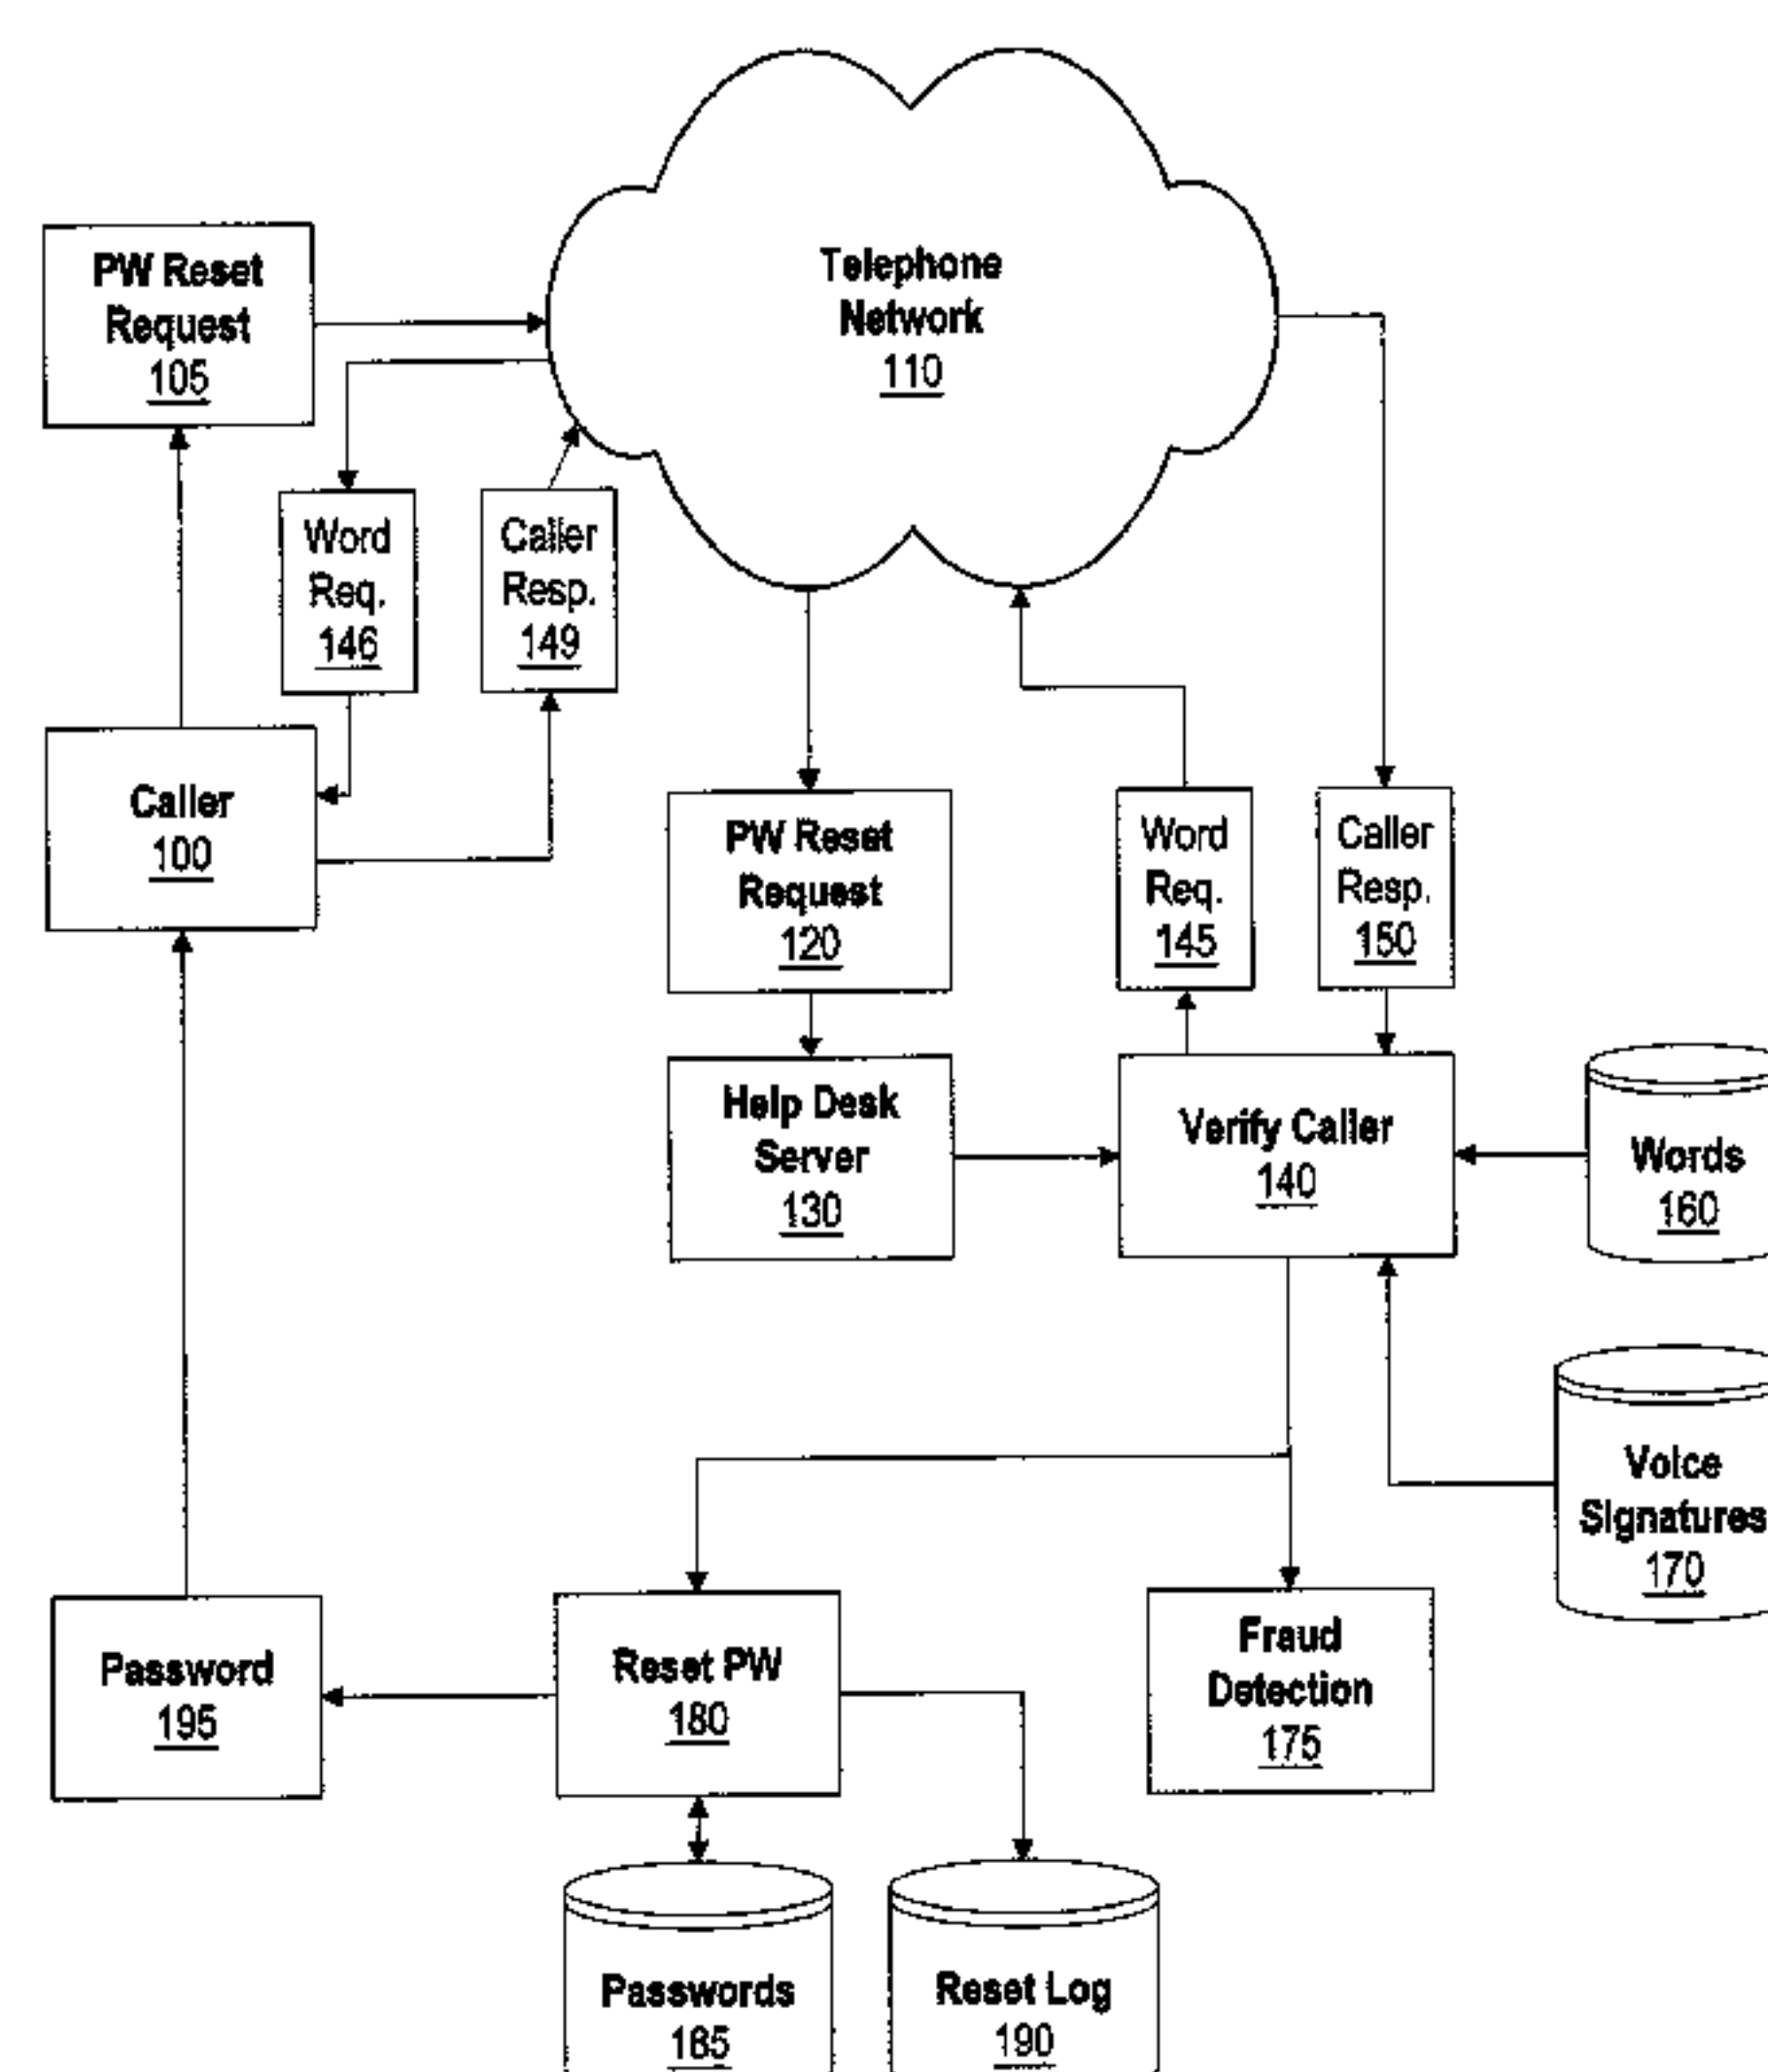 Telephone
Network
110
PW Reset
Request
105
Word
Req.
146
Caller
Resp.
149
Caller
100
PW Reset
Request
120
Word
Req.
145
Caller
Resp.
150
Help Desk
Server
130
Verify Caller
140
Words
160
Voice
Signatures
170
Password
195
Reset PW
180
Fraud
Detection
175
Passwords
185
Reset Log
190